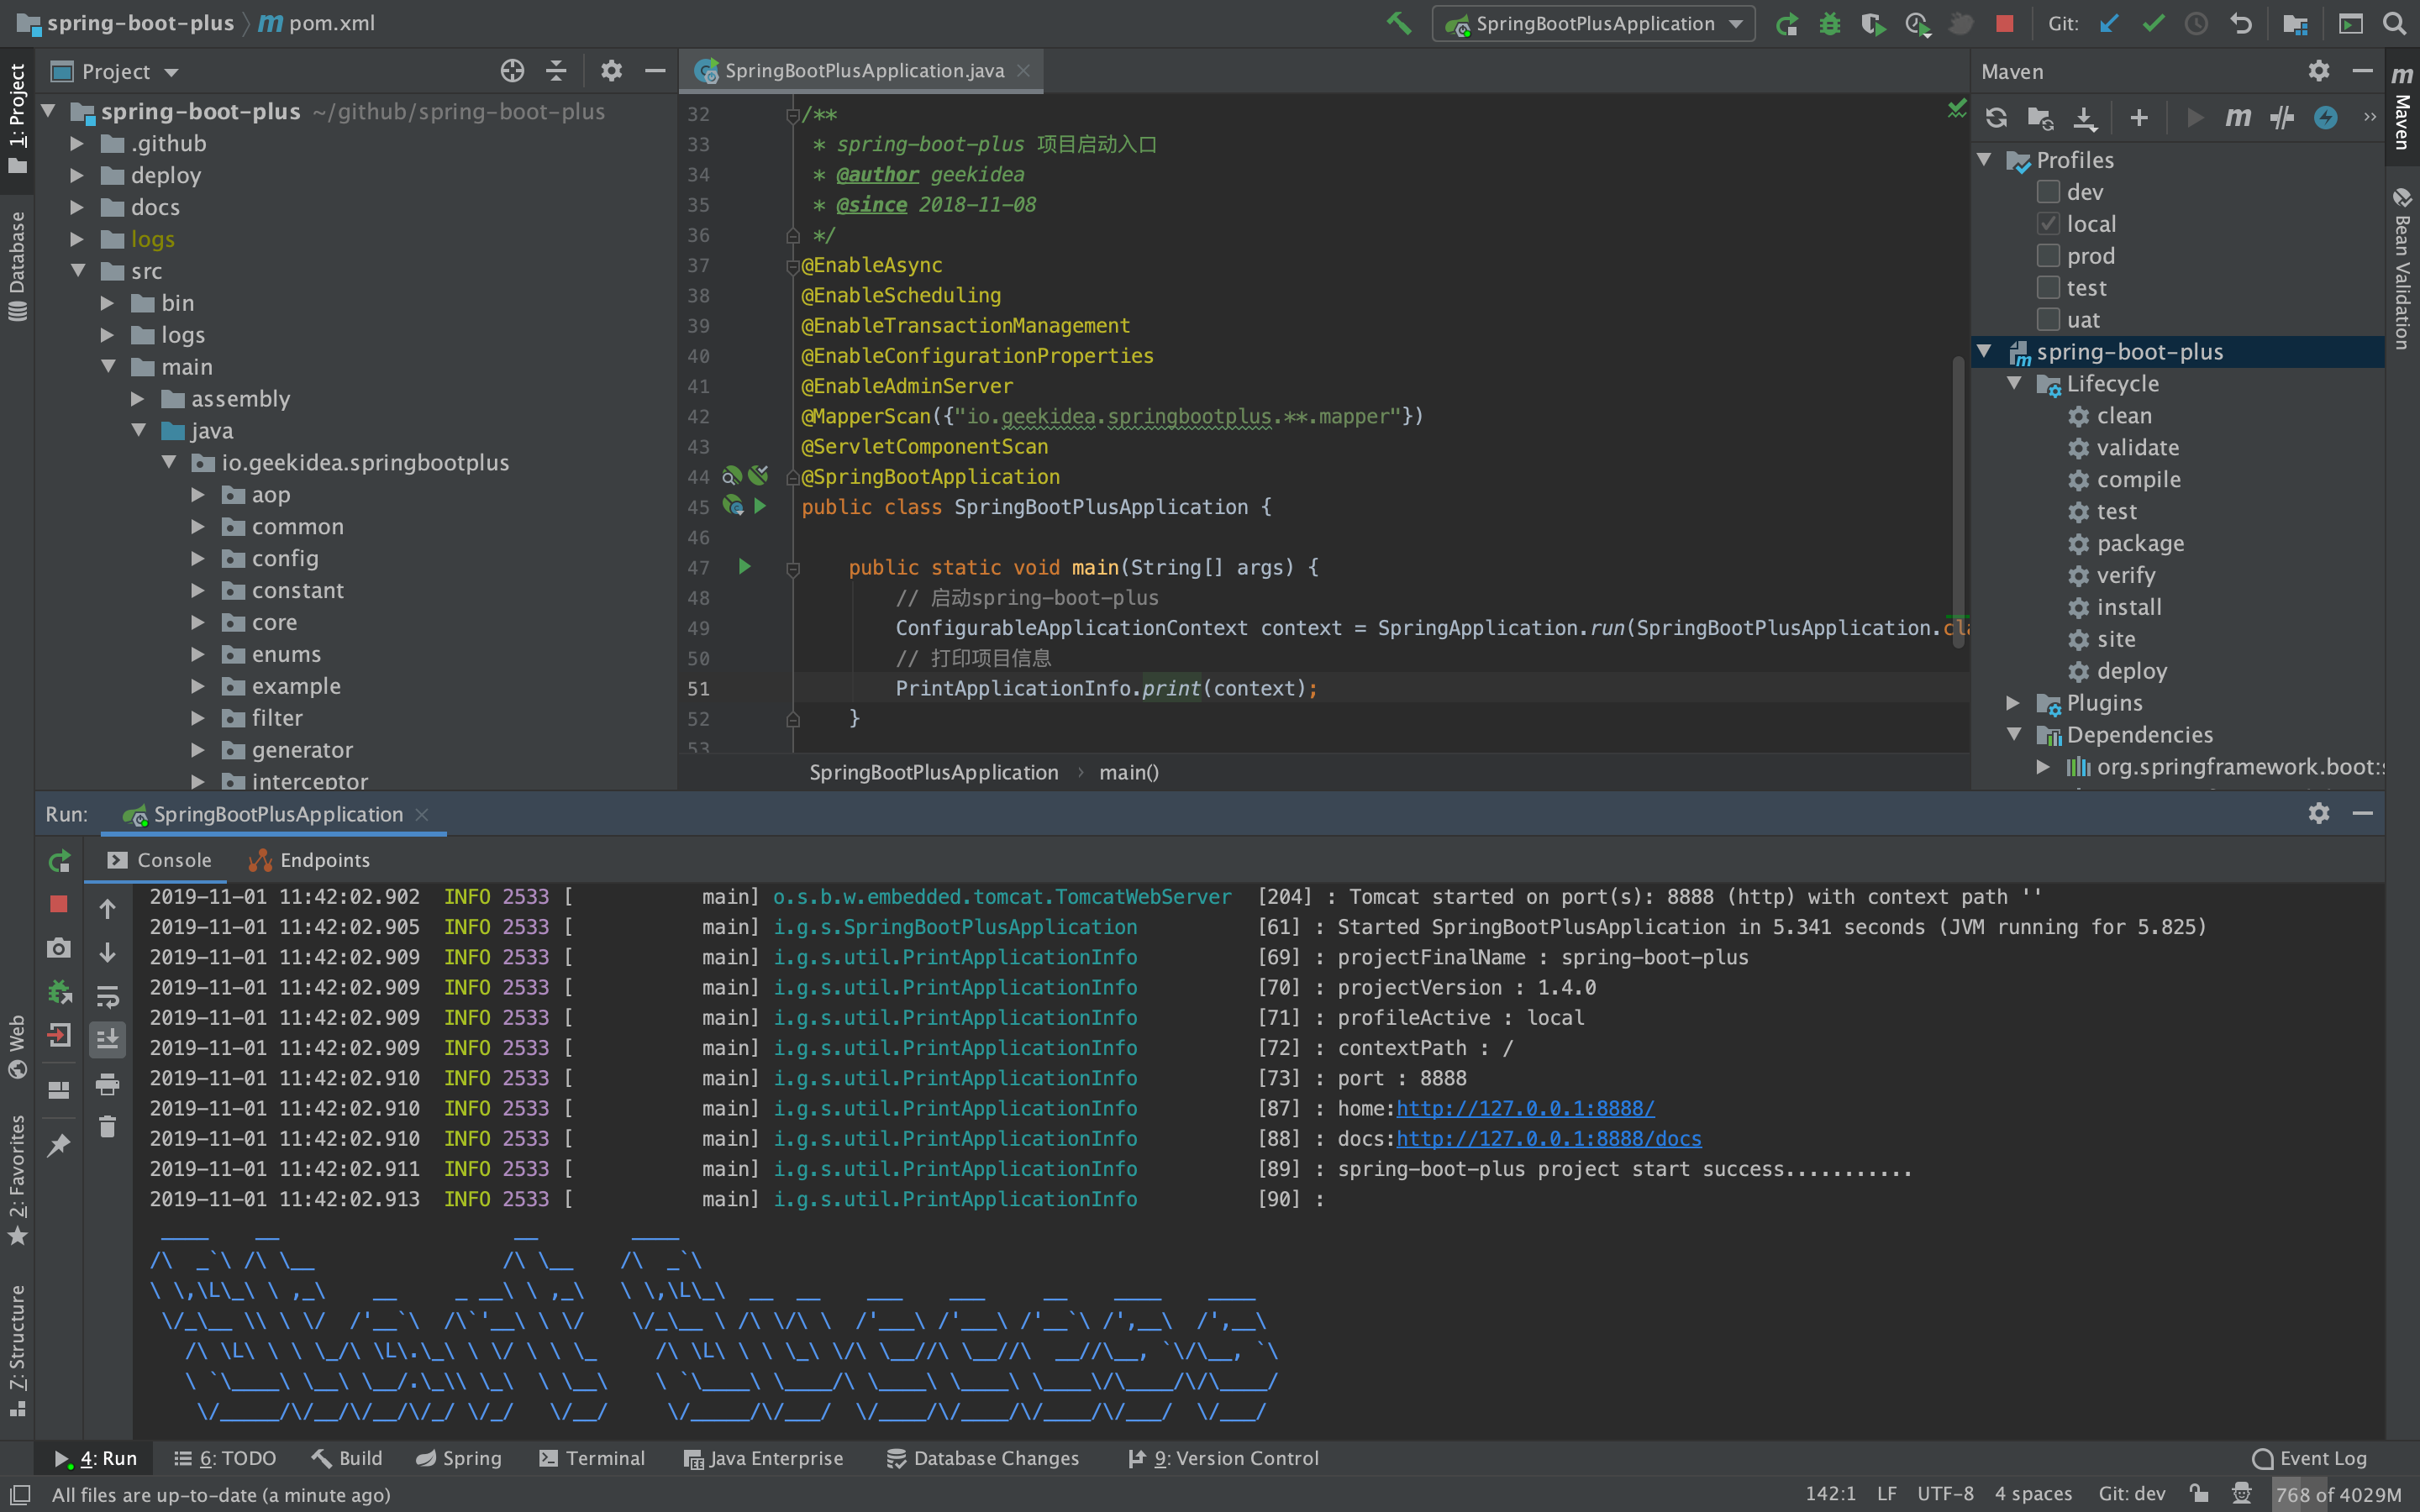 spring-boot-plus pom.xml
SpringBootPlusApplication
Git:
1: Project
Database
Web
2: Favorites
7: Structure
Project
spring-boot-plus ~/github/spring-boot-plus
.github
deploy
docs
logs
src
bin
logs
main
assembly
java
io.geekidea.springbootplus
aop
common
config
constant
core
enums
example
filter
generator
interceptor
SpringBootPlusApplication.java
32 /**
33 * spring-boot-plus 项目启动入口
34 * @author geekidea
35 * @since 2018-11-08
36 */
37 @EnableAsync
38 @EnableScheduling
39 @EnableTransactionManagement
40 @EnableConfigurationProperties
41 @EnableAdminServer
42 @MapperScan({"io.geekidea.springbootplus.**.mapper"})
43 @ServletComponentScan
44 @SpringBootApplication
45 public class SpringBootPlusApplication {
46
47 public static void main(String[] args) {
48 // 启动spring-boot-plus
49 ConfigurableApplicationContext context = SpringApplication.run(SpringBootPlusApplication.cla
50 // 打印项目信息
51 PrintApplicationInfo.print(context);
52 }
53
SpringBootPlusApplication › main()
Maven
Profiles
dev
local
prod
test
uat
spring-boot-plus
Lifecycle
clean
validate
compile
test
package
verify
install
site
deploy
Plugins
Dependencies
org.springframework.boot:s
Maven
Bean Validation
Run: SpringBootPlusApplication
Console Endpoints
2019-11-01 11:42:02.902 INFO 2533 [ main] o.s.b.w.embedded.tomcat.TomcatWebServer [204] : Tomcat started on port(s): 8888 (http) with context path ''
2019-11-01 11:42:02.905 INFO 2533 [ main] i.g.s.SpringBootPlusApplication [61] : Started SpringBootPlusApplication in 5.341 seconds (JVM running for 5.825)
2019-11-01 11:42:02.909 INFO 2533 [ main] i.g.s.util.PrintApplicationInfo [69] : projectFinalName : spring-boot-plus
2019-11-01 11:42:02.909 INFO 2533 [ main] i.g.s.util.PrintApplicationInfo [70] : projectVersion : 1.4.0
2019-11-01 11:42:02.909 INFO 2533 [ main] i.g.s.util.PrintApplicationInfo [71] : profileActive : local
2019-11-01 11:42:02.909 INFO 2533 [ main] i.g.s.util.PrintApplicationInfo [72] : contextPath : /
2019-11-01 11:42:02.910 INFO 2533 [ main] i.g.s.util.PrintApplicationInfo [73] : port : 8888
2019-11-01 11:42:02.910 INFO 2533 [ main] i.g.s.util.PrintApplicationInfo [87] : home:http://127.0.0.1:8888/
2019-11-01 11:42:02.910 INFO 2533 [ main] i.g.s.util.PrintApplicationInfo [88] : docs:http://127.0.0.1:8888/docs
2019-11-01 11:42:02.911 INFO 2533 [ main] i.g.s.util.PrintApplicationInfo [89] : spring-boot-plus project start success...........
2019-11-01 11:42:02.913 INFO 2533 [ main] i.g.s.util.PrintApplicationInfo [90] :
Start Success
4: Run 6: TODO Build Spring Terminal Java Enterprise Database Changes 9: Version Control Event Log
All files are up-to-date (a minute ago) 142:1 LF UTF-8 4 spaces Git: dev 768 of 4029M